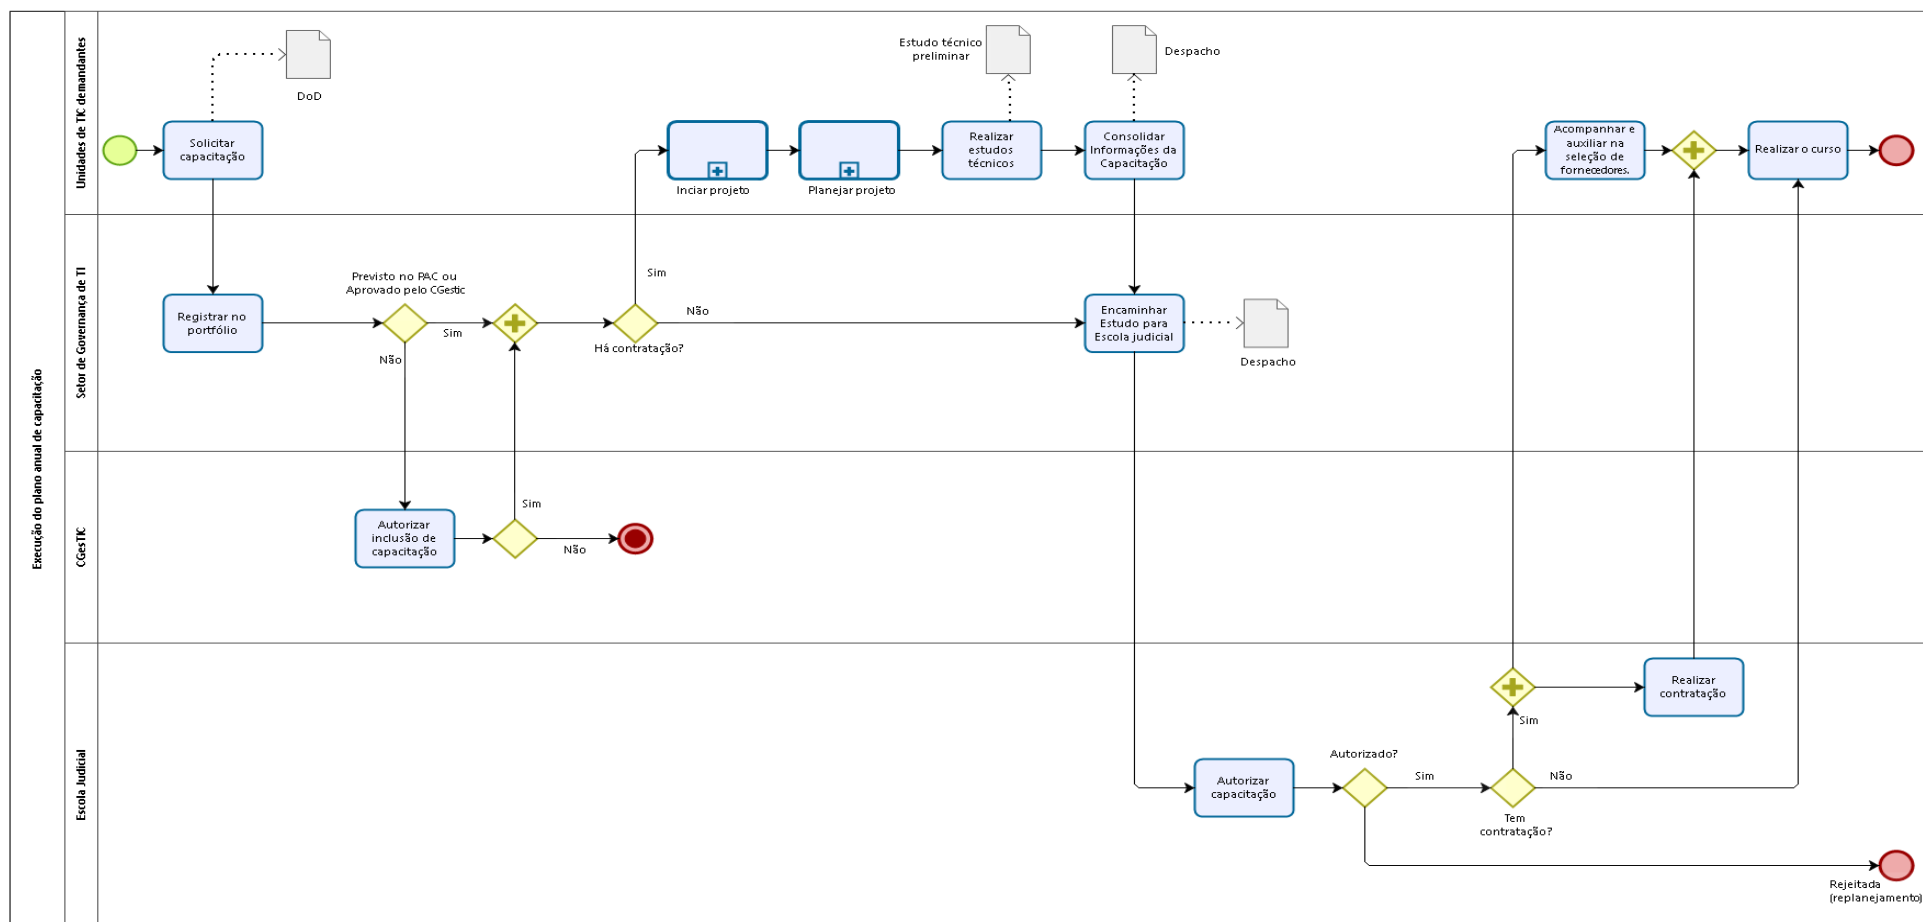 Execução do plano anual de capacitação
Unidades de TIC demandantes
DoD
Solicitar
capacitação
Inciar projeto
Planejar projeto
Estudo técnico
preliminar
Realizar
estudos
técnicos
Despacho
Consolidar
Informações da
Capacitação
Acompanhar e
auxiliar na
seleção de
fornecedores.
Realizar o curso
Setor de Governança de TI
Registrar no
portfólio
Previsto no PAC ou
Aprovado pelo CGestic
Sim
Não
Sim
Há contratação?
Não
Encaminhar
Estudo para
Escola judicial
Despacho
CGesTIC
Autorizar
inclusão de
capacitação
Sim
Não
Escola Judicial
Autorizar
capacitação
Autorizado?
Sim
Tem
contratação?
Sim
Não
Realizar
contratação
Rejeitada
(replanejamento)